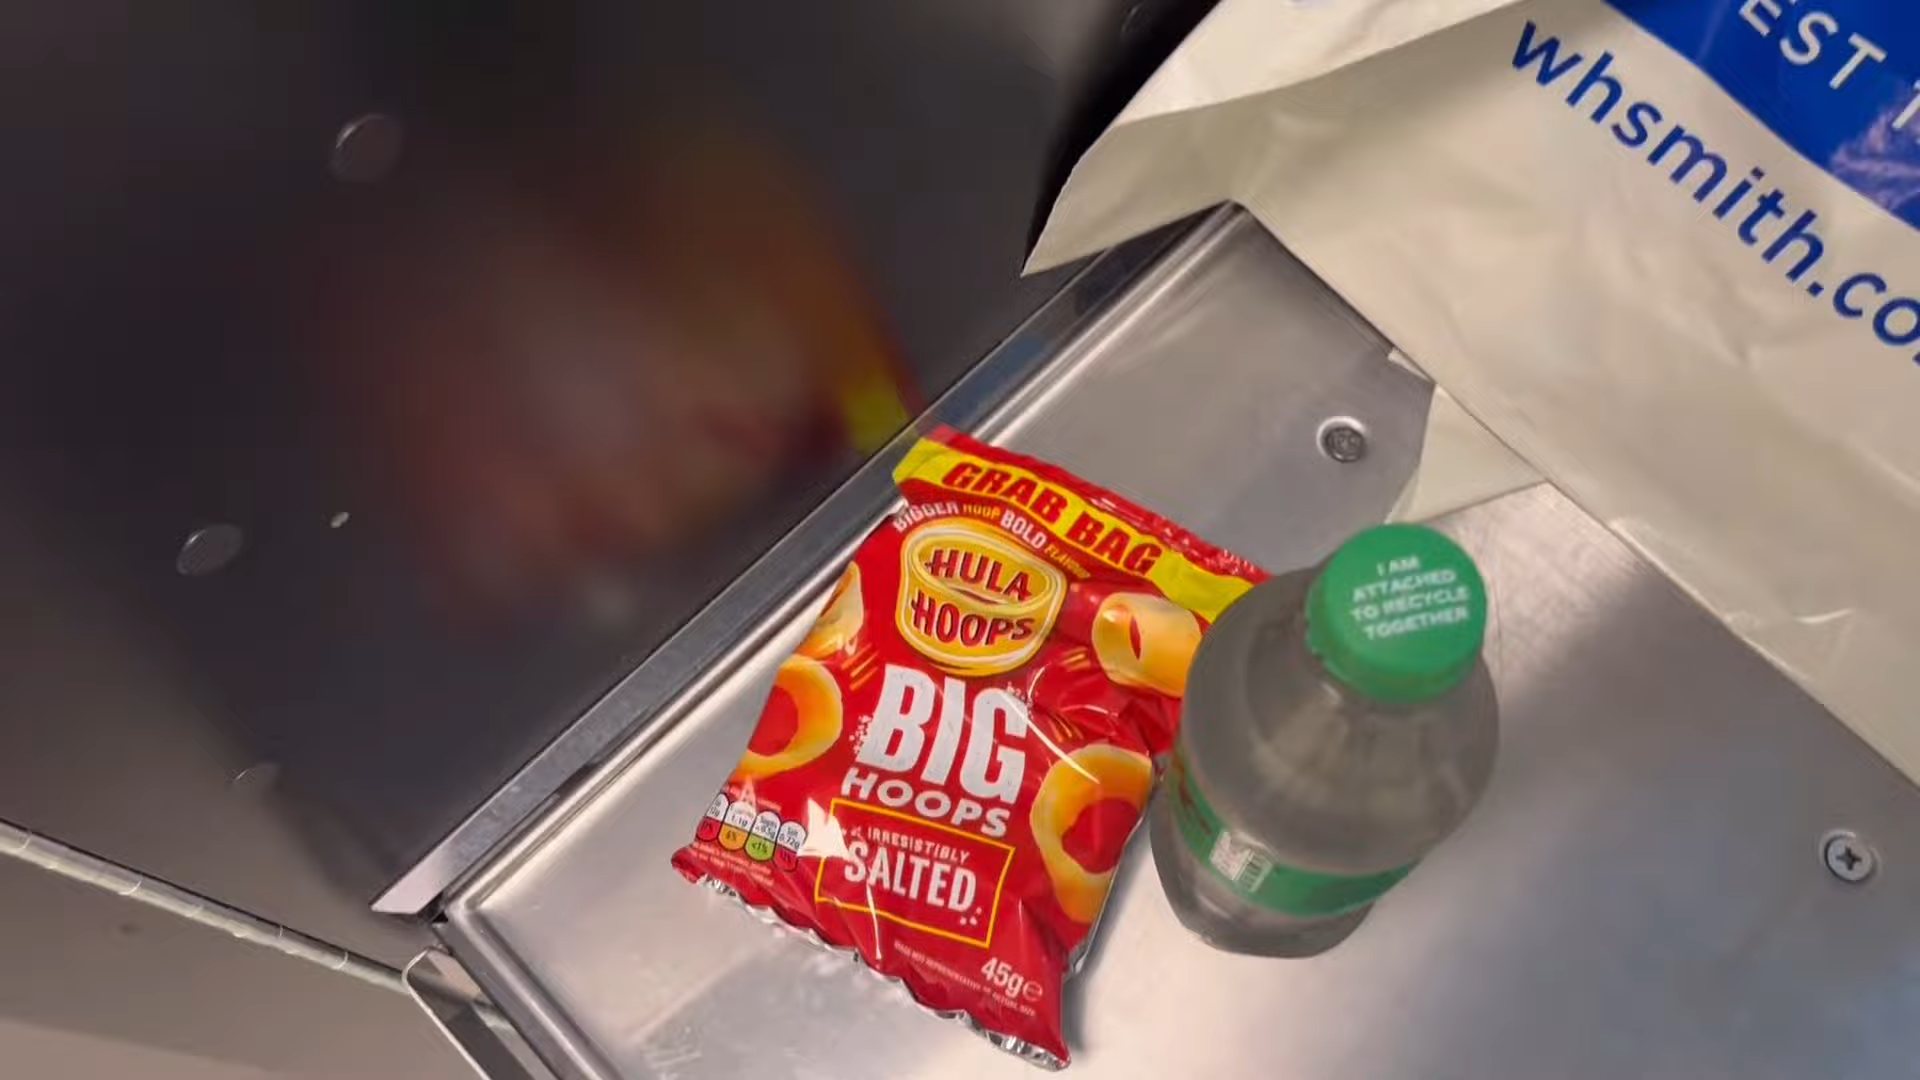 EST
whsmith.co
GRAB BAG
BIGGER HOOP BOLD FLAVOUR
HULA
HOOPS
BIG
HOOPS
IRRESISTIBLY
SALTED
45g℮
I AM
ATTACHED
TO RECYCLE
TOGETHER